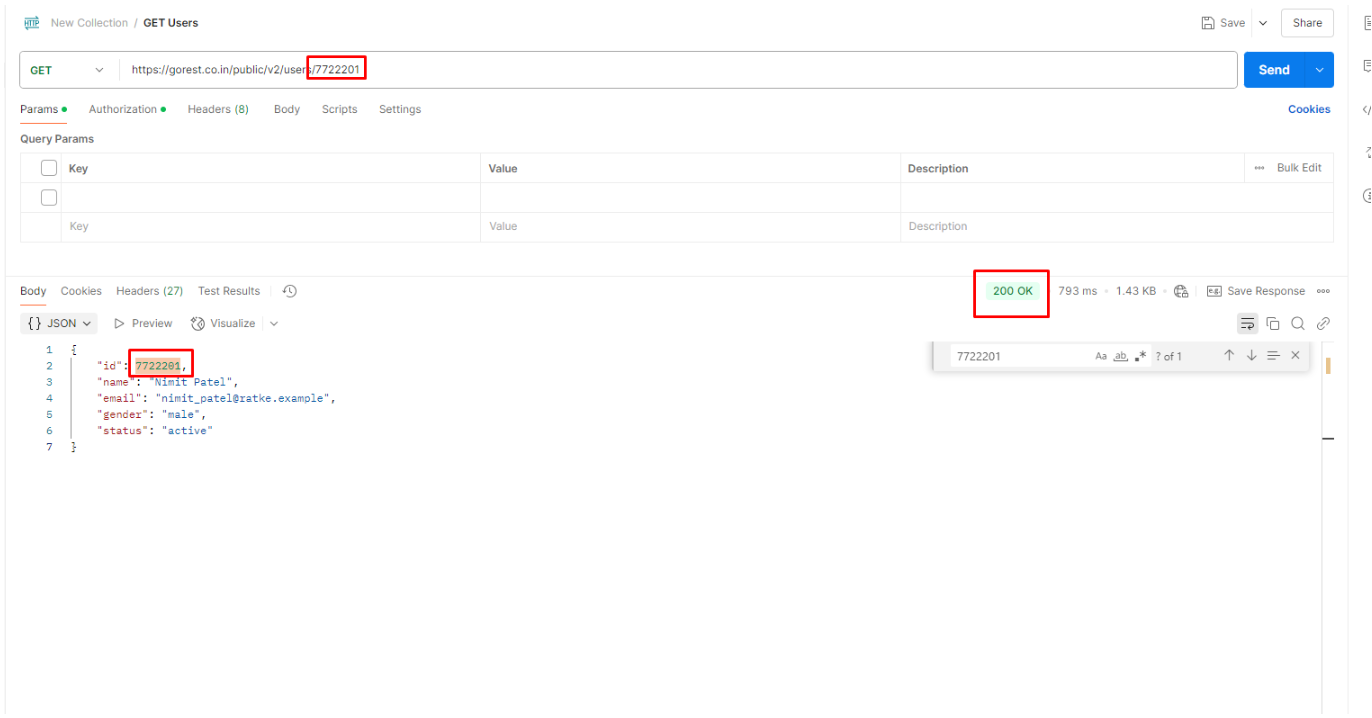 HTTP New Collection / GET Users Save Share
GET https://gorest.co.in/public/v2/users/7722201 Send
Params Authorization Headers (8) Body Scripts Settings Cookies
Query Params
Key Value Description Bulk Edit
Key Value Description
Body Cookies Headers (27) Test Results 200 OK 793 ms 1.43 KB e.g. Save Response
{} JSON Preview Visualize
1 {
2 "id": 7722201,
3 "name": "Nimit Patel",
4 "email": "nimit_patel@ratke.example",
5 "gender": "male",
6 "status": "active"
7 }
7722201 Aa ab .* ? of 1